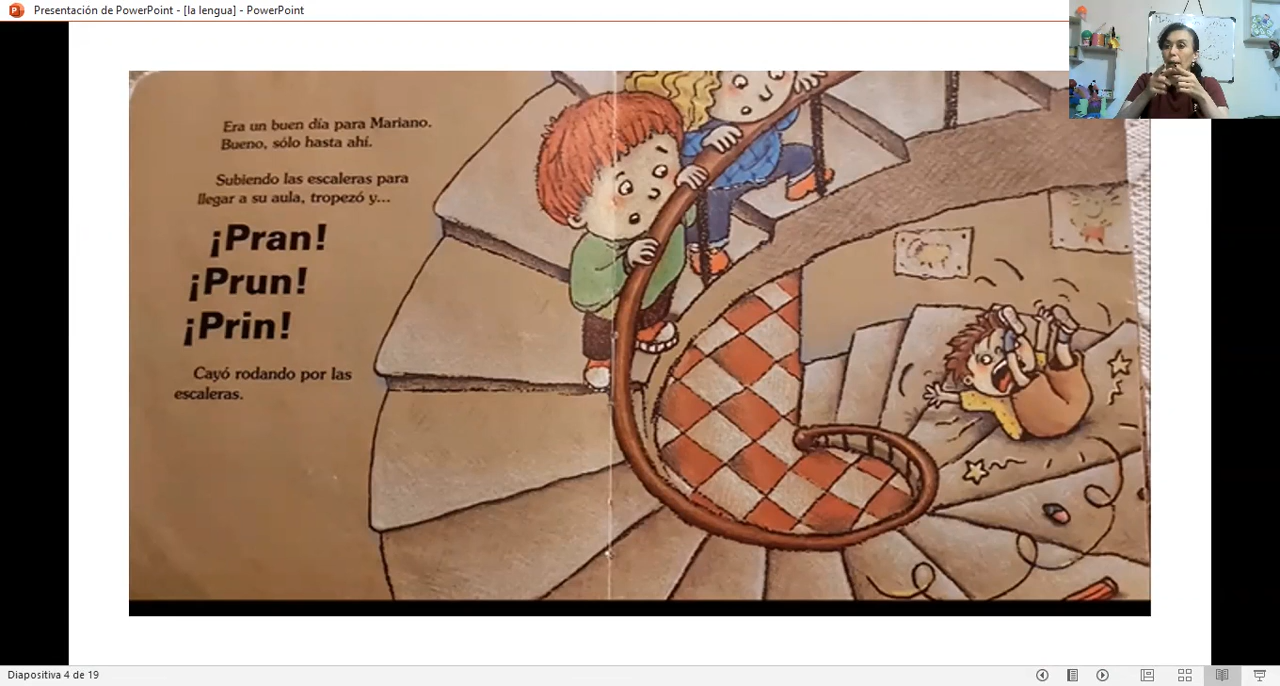 Presentación de PowerPoint - [la lengua] - PowerPoint
Era un buen día para Mariano.
Bueno, sólo hasta ahí.
Subiendo las escaleras para
llegar a su aula, tropezó y...
¡Pran!
¡Prun!
¡Prin!
Cayó rodando por las
escaleras.
Diapositiva 4 de 19